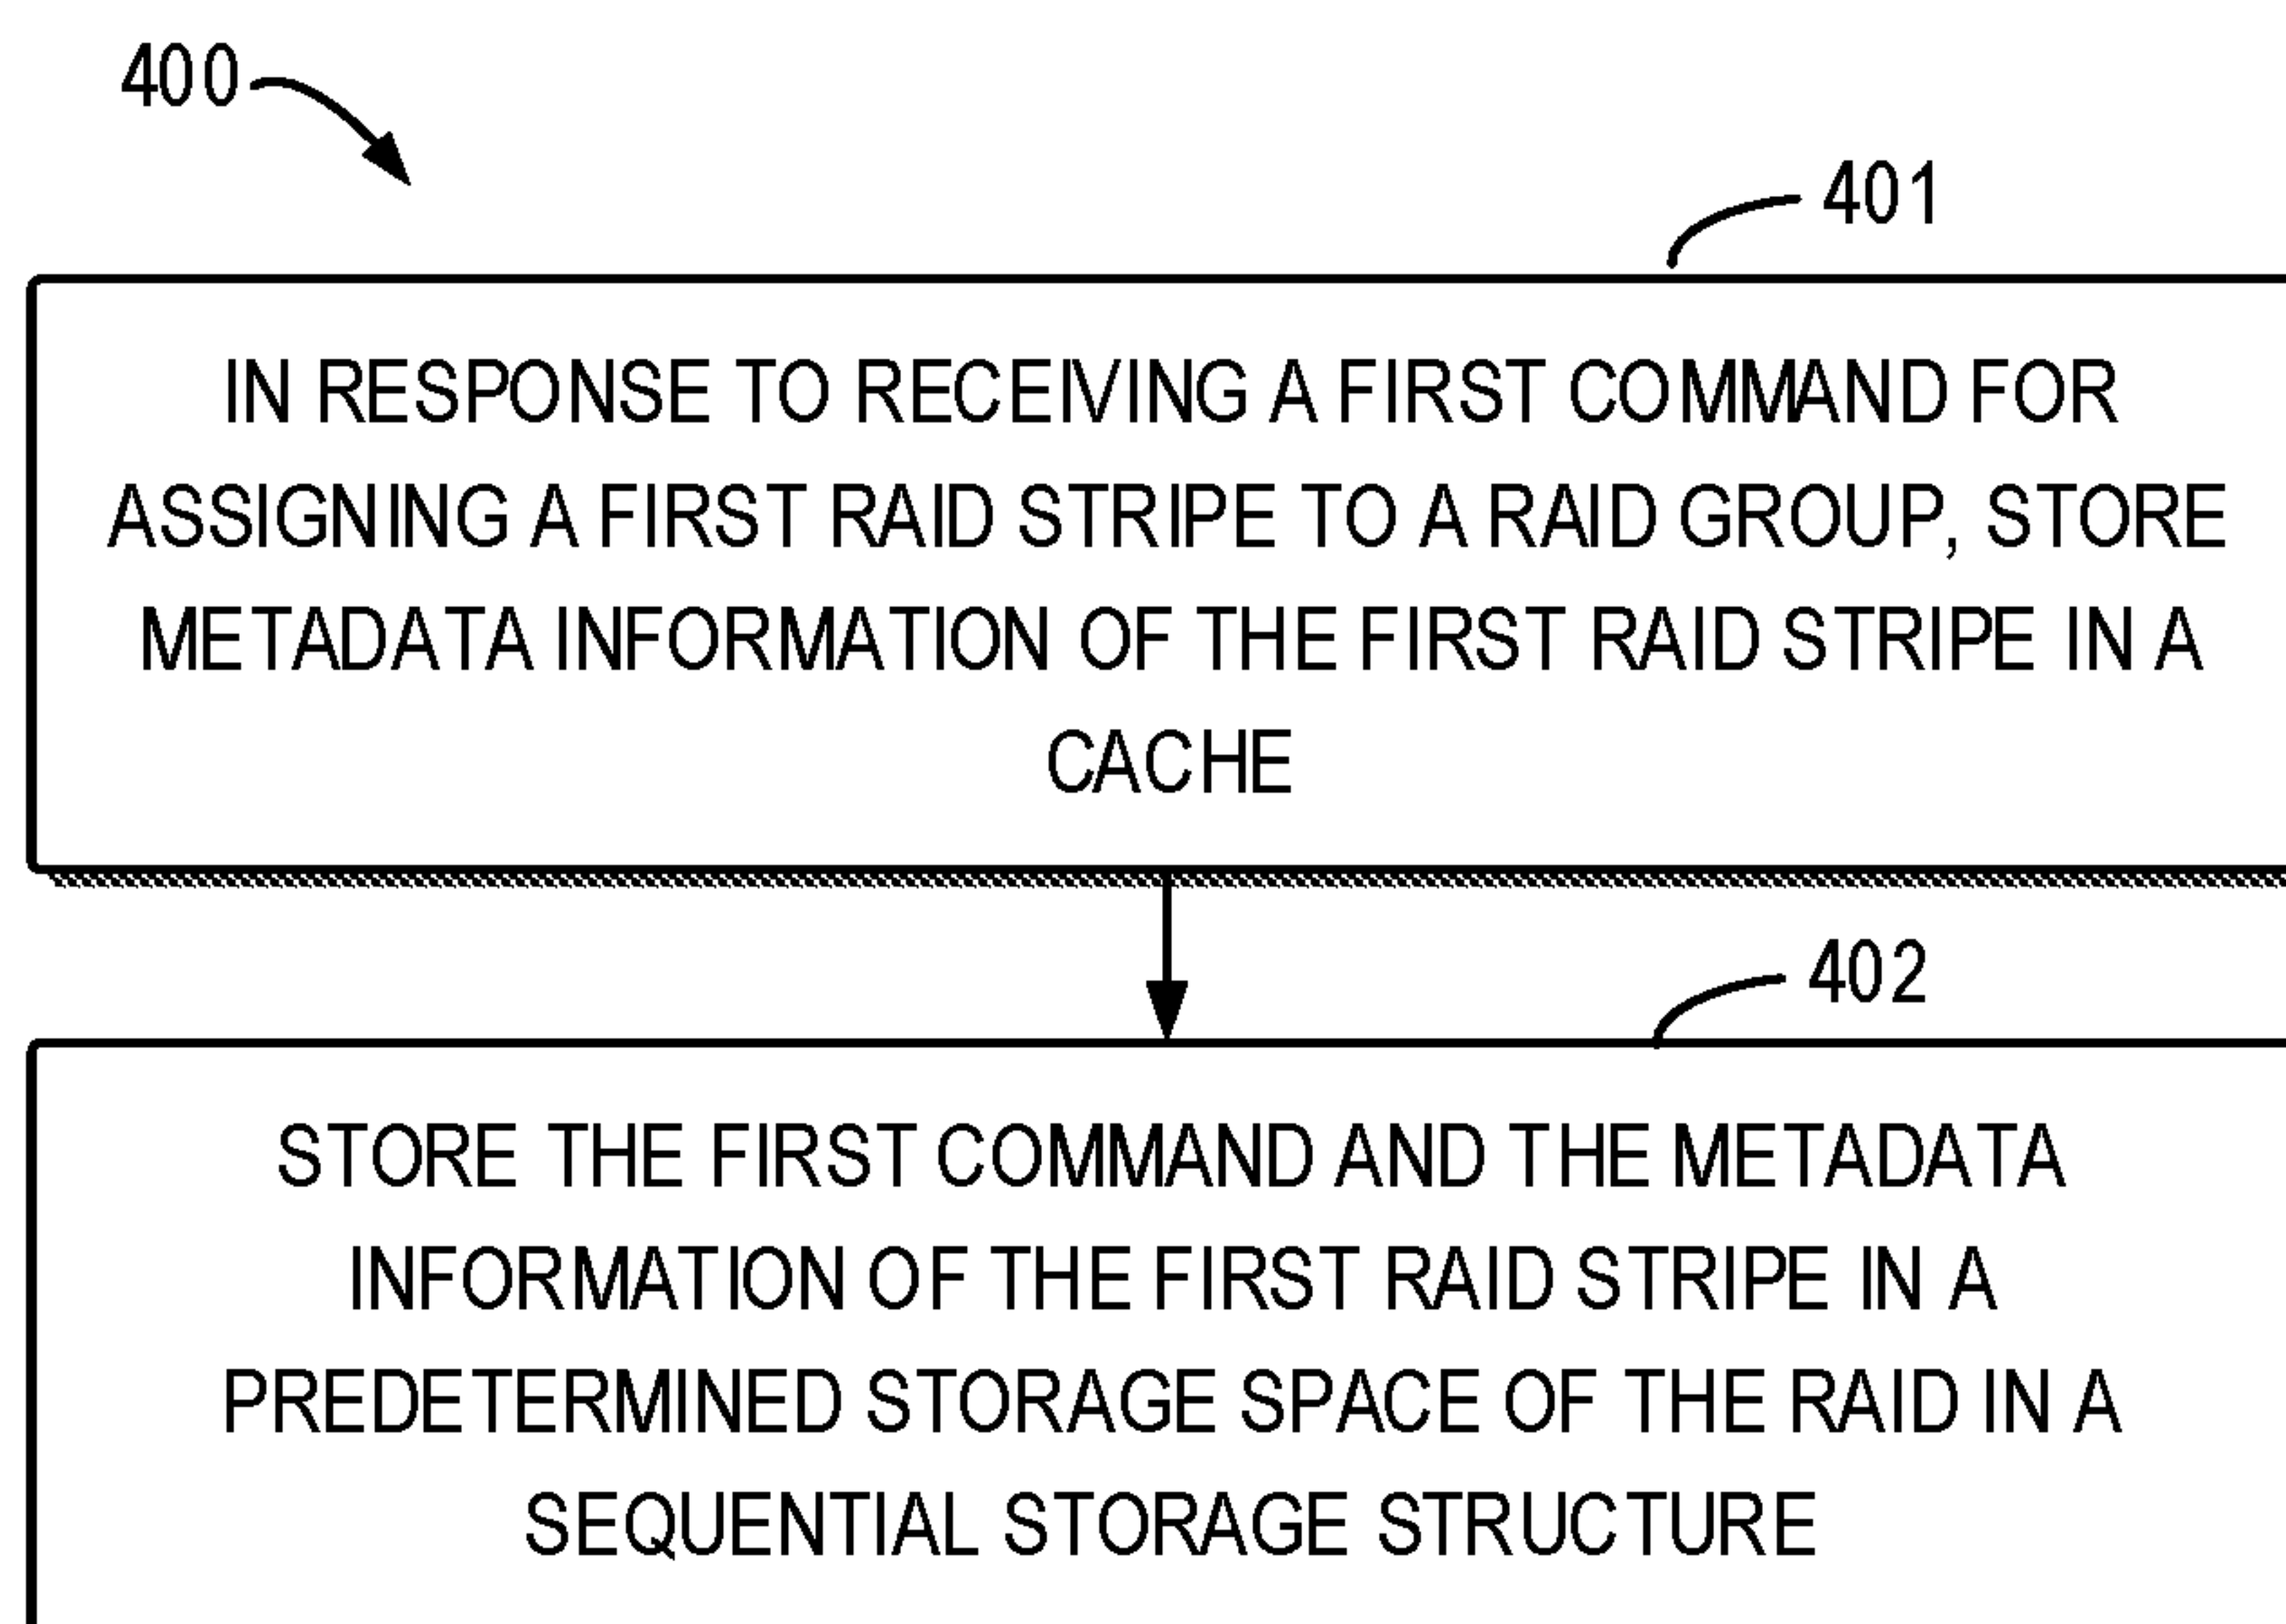 400
401
IN RESPONSE TO RECEIVING A FIRST COMMAND FOR
ASSIGNING A FIRST RAID STRIPE TO A RAID GROUP, STORE
METADATA INFORMATION OF THE FIRST RAID STRIPE IN A
CACHE
402
STORE THE FIRST COMMAND AND THE METADATA
INFORMATION OF THE FIRST RAID STRIPE IN A
PREDETERMINED STORAGE SPACE OF THE RAID IN A
SEQUENTIAL STORAGE STRUCTURE